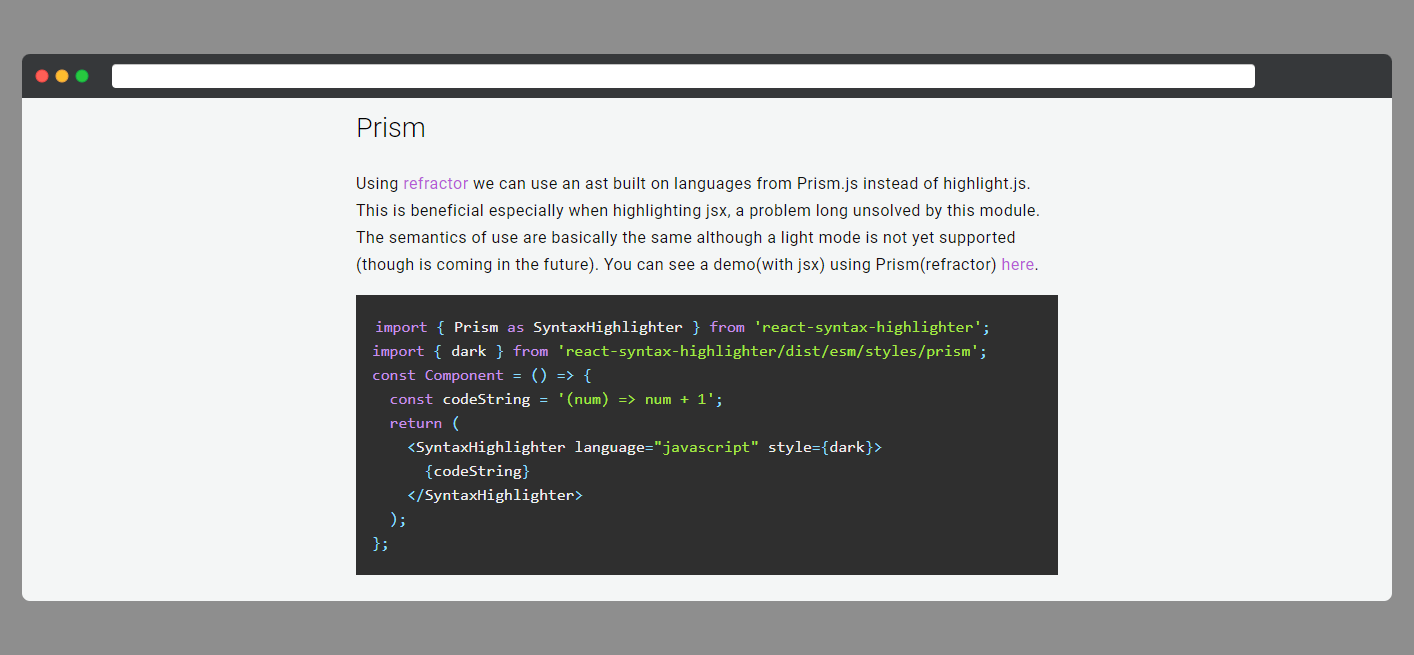 Prism
Using refractor we can use an ast built on languages from Prism.js instead of highlight.js.
This is beneficial especially when highlighting jsx, a problem long unsolved by this module.
The semantics of use are basically the same although a light mode is not yet supported
(though is coming in the future). You can see a demo(with jsx) using Prism(refractor) here.
import { Prism as SyntaxHighlighter } from 'react-syntax-highlighter';
import { dark } from 'react-syntax-highlighter/dist/esm/styles/prism';
const Component = () => {
  const codeString = '(num) => num + 1';
  return (
    <SyntaxHighlighter language="javascript" style={dark}>
      {codeString}
    </SyntaxHighlighter>
  );
};